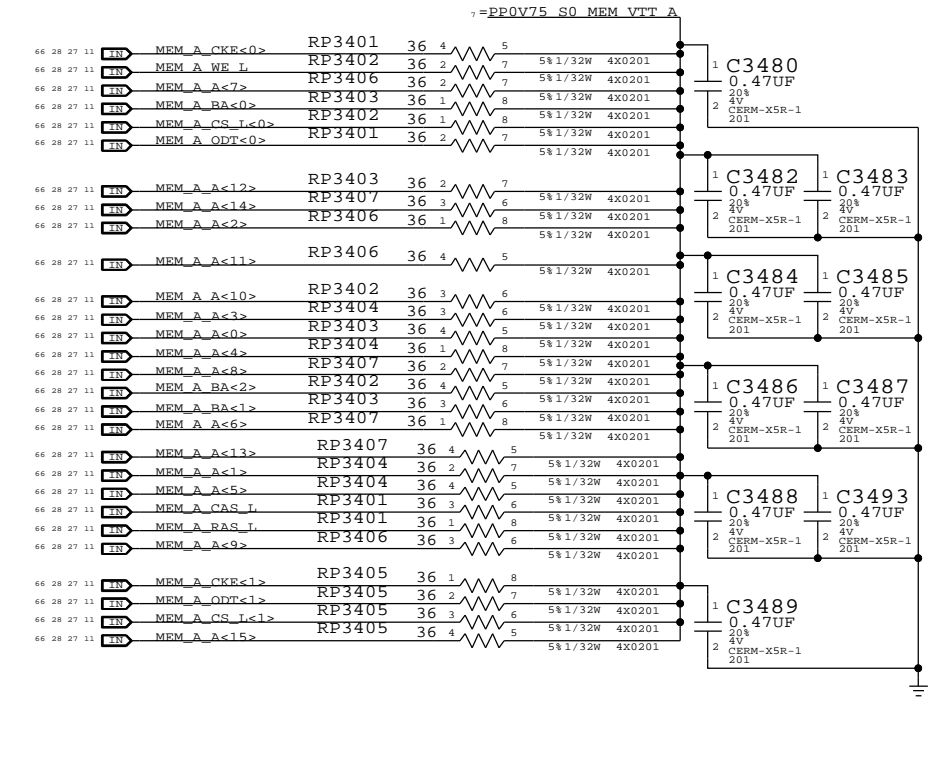 7 =PP0V75_S0_MEM_VTT_A
66 28 27 11 IN MEM_A_CKE<0> RP3401 36 4 5
5% 1/32W 4X0201
66 28 27 11 IN MEM_A_WE_L RP3402 36 2 7
5% 1/32W 4X0201
66 28 27 11 IN MEM_A_A<7> RP3406 36 2 7
5% 1/32W 4X0201
66 28 27 11 IN MEM_A_BA<0> RP3403 36 1 8
5% 1/32W 4X0201
66 28 27 11 IN MEM_A_CS_L<0> RP3402 36 1 8
5% 1/32W 4X0201
66 28 27 11 IN MEM_A_ODT<0> RP3401 36 2 7
5% 1/32W 4X0201
66 28 27 11 IN MEM_A_A<12> RP3403 36 2 7
5% 1/32W 4X0201
66 28 27 11 IN MEM_A_A<14> RP3407 36 3 6
5% 1/32W 4X0201
66 28 27 11 IN MEM_A_A<2> RP3406 36 1 8
5% 1/32W 4X0201
66 28 27 11 IN MEM_A_A<11> RP3406 36 4 5
5% 1/32W 4X0201
66 28 27 11 IN MEM_A_A<10> RP3402 36 3 6
5% 1/32W 4X0201
66 28 27 11 IN MEM_A_A<3> RP3404 36 3 6
5% 1/32W 4X0201
66 28 27 11 IN MEM_A_A<0> RP3403 36 4 5
5% 1/32W 4X0201
66 28 27 11 IN MEM_A_A<4> RP3404 36 1 8
5% 1/32W 4X0201
66 28 27 11 IN MEM_A_A<8> RP3407 36 2 7
5% 1/32W 4X0201
66 28 27 11 IN MEM_A_BA<2> RP3402 36 4 5
5% 1/32W 4X0201
66 28 27 11 IN MEM_A_BA<1> RP3403 36 3 6
5% 1/32W 4X0201
66 28 27 11 IN MEM_A_A<6> RP3407 36 1 8
5% 1/32W 4X0201
66 28 27 11 IN MEM_A_A<13> RP3407 36 4 5
5% 1/32W 4X0201
66 28 27 11 IN MEM_A_A<1> RP3404 36 2 7
5% 1/32W 4X0201
66 28 27 11 IN MEM_A_A<5> RP3404 36 4 5
5% 1/32W 4X0201
66 28 27 11 IN MEM_A_CAS_L RP3401 36 3 6
5% 1/32W 4X0201
66 28 27 11 IN MEM_A_RAS_L RP3401 36 1 8
5% 1/32W 4X0201
66 28 27 11 IN MEM_A_A<9> RP3406 36 3 6
5% 1/32W 4X0201
66 28 27 11 IN MEM_A_CKE<1> RP3405 36 1 8
5% 1/32W 4X0201
66 28 27 11 IN MEM_A_ODT<1> RP3405 36 2 7
5% 1/32W 4X0201
66 28 27 11 IN MEM_A_CS_L<1> RP3405 36 3 6
5% 1/32W 4X0201
66 28 27 11 IN MEM_A_A<15> RP3405 36 4 5
5% 1/32W 4X0201
1 C3480
0.47UF
20%
2 4V
CERM-X5R-1
201
1 C3482
0.47UF
20%
2 4V
CERM-X5R-1
201
1 C3483
0.47UF
20%
2 4V
CERM-X5R-1
201
1 C3484
0.47UF
20%
2 4V
CERM-X5R-1
201
1 C3485
0.47UF
20%
2 4V
CERM-X5R-1
201
1 C3486
0.47UF
20%
2 4V
CERM-X5R-1
201
1 C3487
0.47UF
20%
2 4V
CERM-X5R-1
201
1 C3488
0.47UF
20%
2 4V
CERM-X5R-1
201
1 C3493
0.47UF
20%
2 4V
CERM-X5R-1
201
1 C3489
0.47UF
20%
2 4V
CERM-X5R-1
201